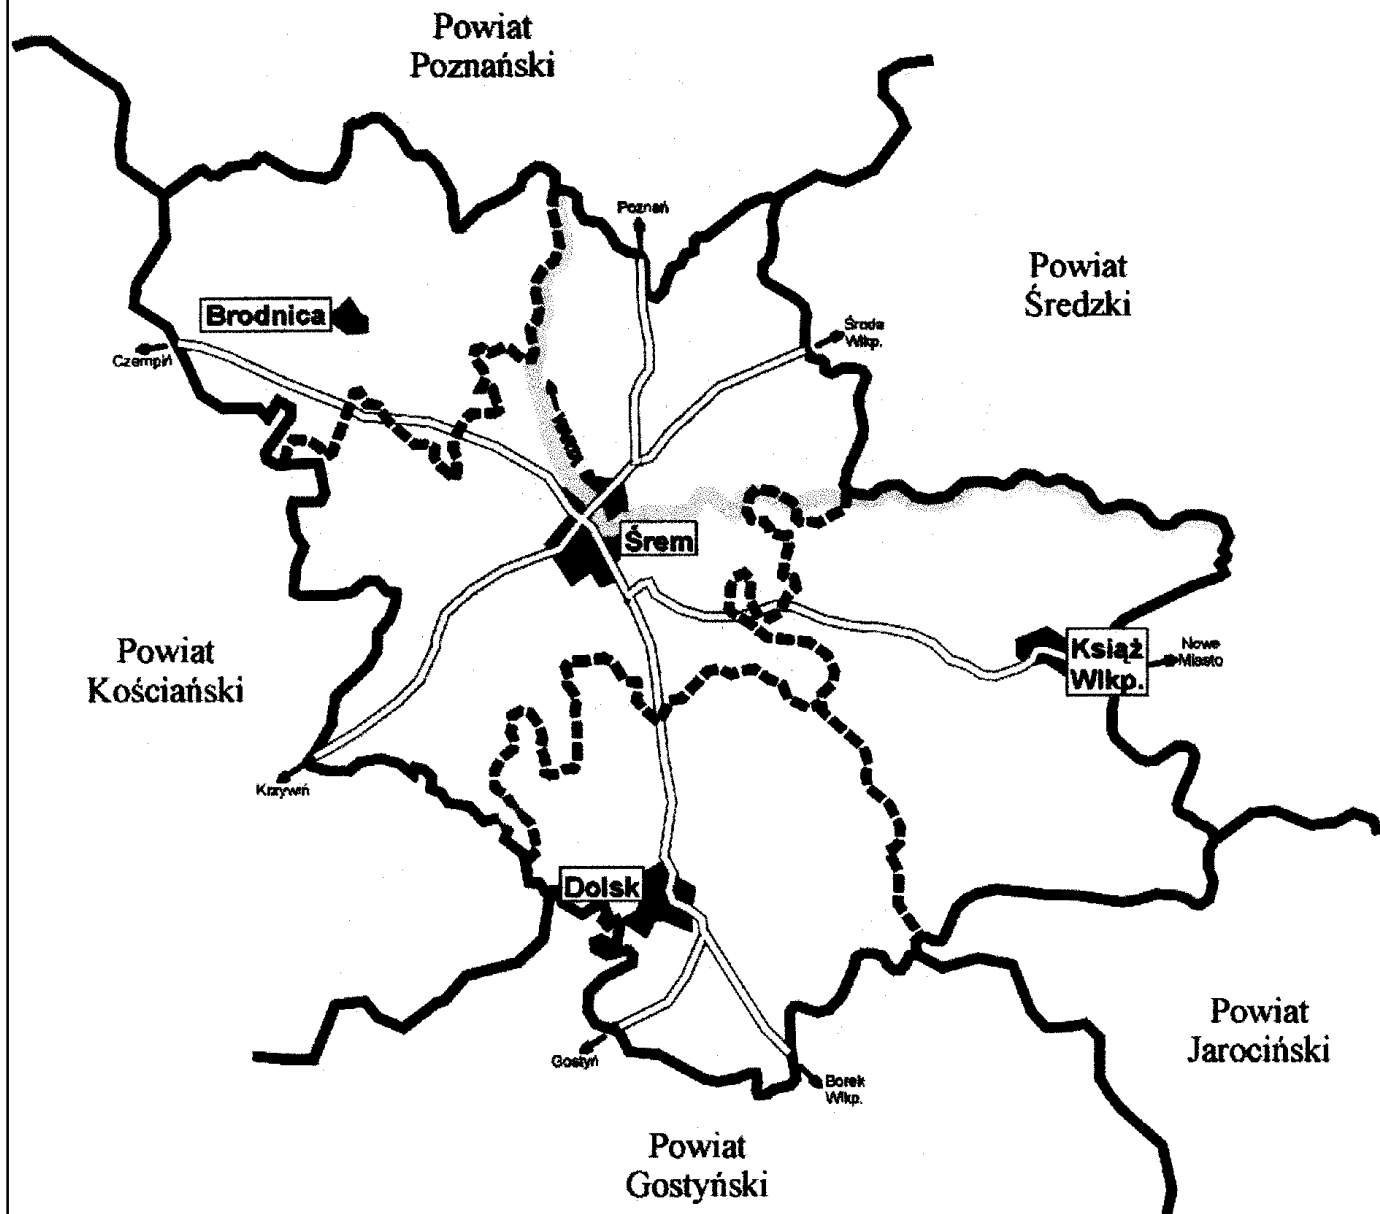 Powiat
Poznański
Poznań
Powiat
Średzki
Brodnica
Środa
Wlkp.
Czempiń
Warta
Śrem
Powiat
Kościański
Książ
Wlkp.
Nowe
Miasto
Krzywiń
Dolsk
Powiat
Jarociński
Gostyń
Borek
Wlkp.
Powiat
Gostyński